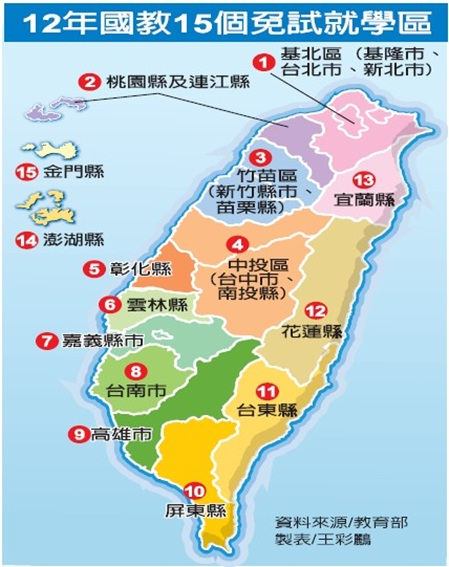 12年國教15個免試就學區
1 基北區（基隆市、
台北市、新北市）
2 桃園縣及連江縣
3
竹苗區
（新竹縣市、
苗栗縣）
13
宜蘭縣
15 金門縣
14 澎湖縣
4
中投區
（台中市、
南投縣）
5 彰化縣
6 雲林縣
12
花蓮縣
7 嘉義縣市
8
台南市
11
台東縣
9 高雄市
10
屏東縣
資料來源/教育部
製表/王彩鸝